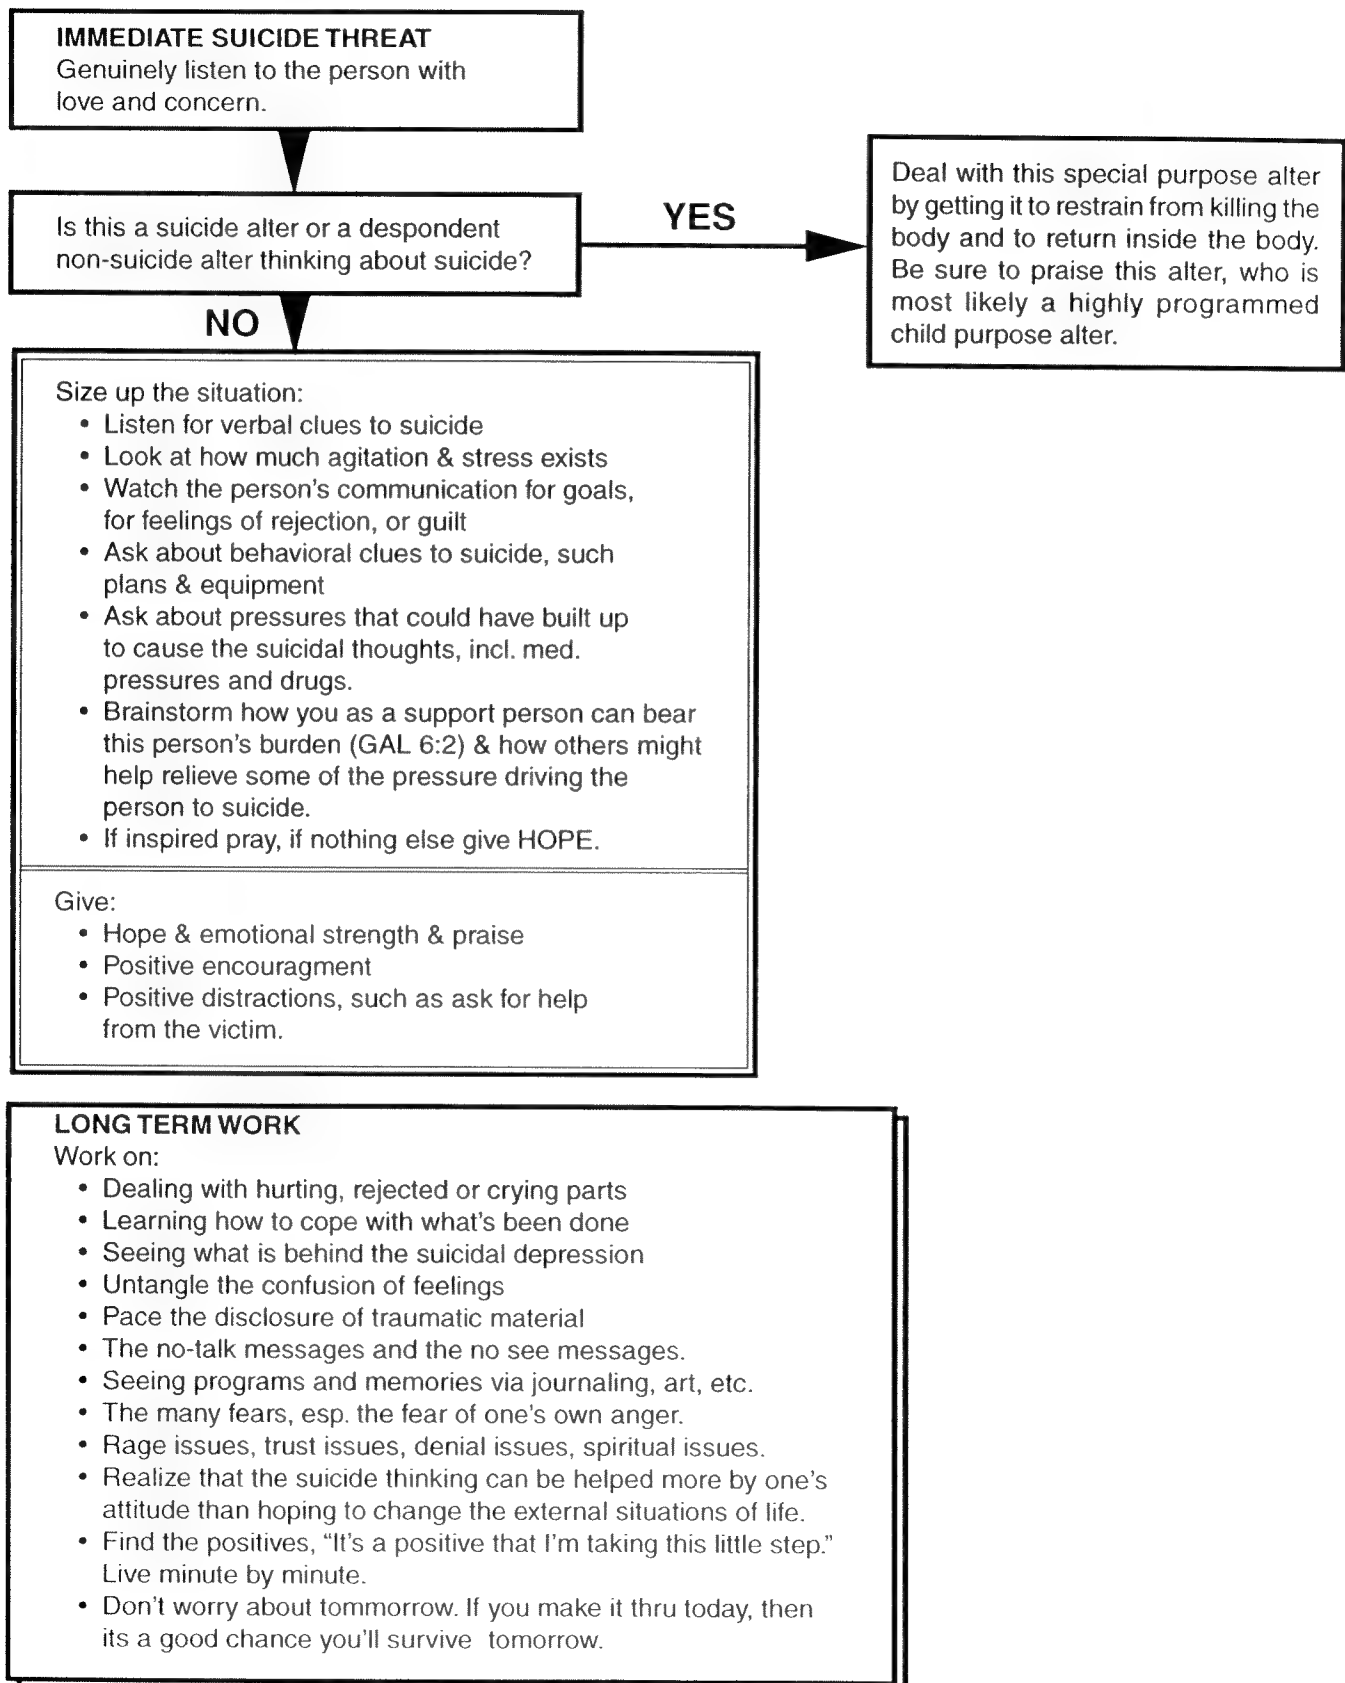 IMMEDIATE SUICIDE THREAT
Genuinely listen to the person with
love and concern.
Is this a suicide alter or a despondent
non-suicide alter thinking about suicide?
YES
Deal with this special purpose alter
by getting it to restrain from killing the
body and to return inside the body.
Be sure to praise this alter, who is
most likely a highly programmed
child purpose alter.
NO
Size up the situation:
• Listen for verbal clues to suicide
• Look at how much agitation & stress exists
• Watch the person's communication for goals,
for feelings of rejection, or guilt
• Ask about behavioral clues to suicide, such
plans & equipment
• Ask about pressures that could have built up
to cause the suicidal thoughts, incl. med.
pressures and drugs.
• Brainstorm how you as a support person can bear
this person's burden (GAL 6:2) & how others might
help relieve some of the pressure driving the
person to suicide.
• If inspired pray, if nothing else give HOPE.
Give:
• Hope & emotional strength & praise
• Positive encouragment
• Positive distractions, such as ask for help
from the victim.
LONG TERM WORK
Work on:
• Dealing with hurting, rejected or crying parts
• Learning how to cope with what's been done
• Seeing what is behind the suicidal depression
• Untangle the confusion of feelings
• Pace the disclosure of traumatic material
• The no-talk messages and the no see messages.
• Seeing programs and memories via journaling, art, etc.
• The many fears, esp. the fear of one's own anger.
• Rage issues, trust issues, denial issues, spiritual issues.
• Realize that the suicide thinking can be helped more by one's
attitude than hoping to change the external situations of life.
• Find the positives, “It's a positive that I'm taking this little step.”
Live minute by minute.
• Don't worry about tommorrow. If you make it thru today, then
its a good chance you'll survive tomorrow.